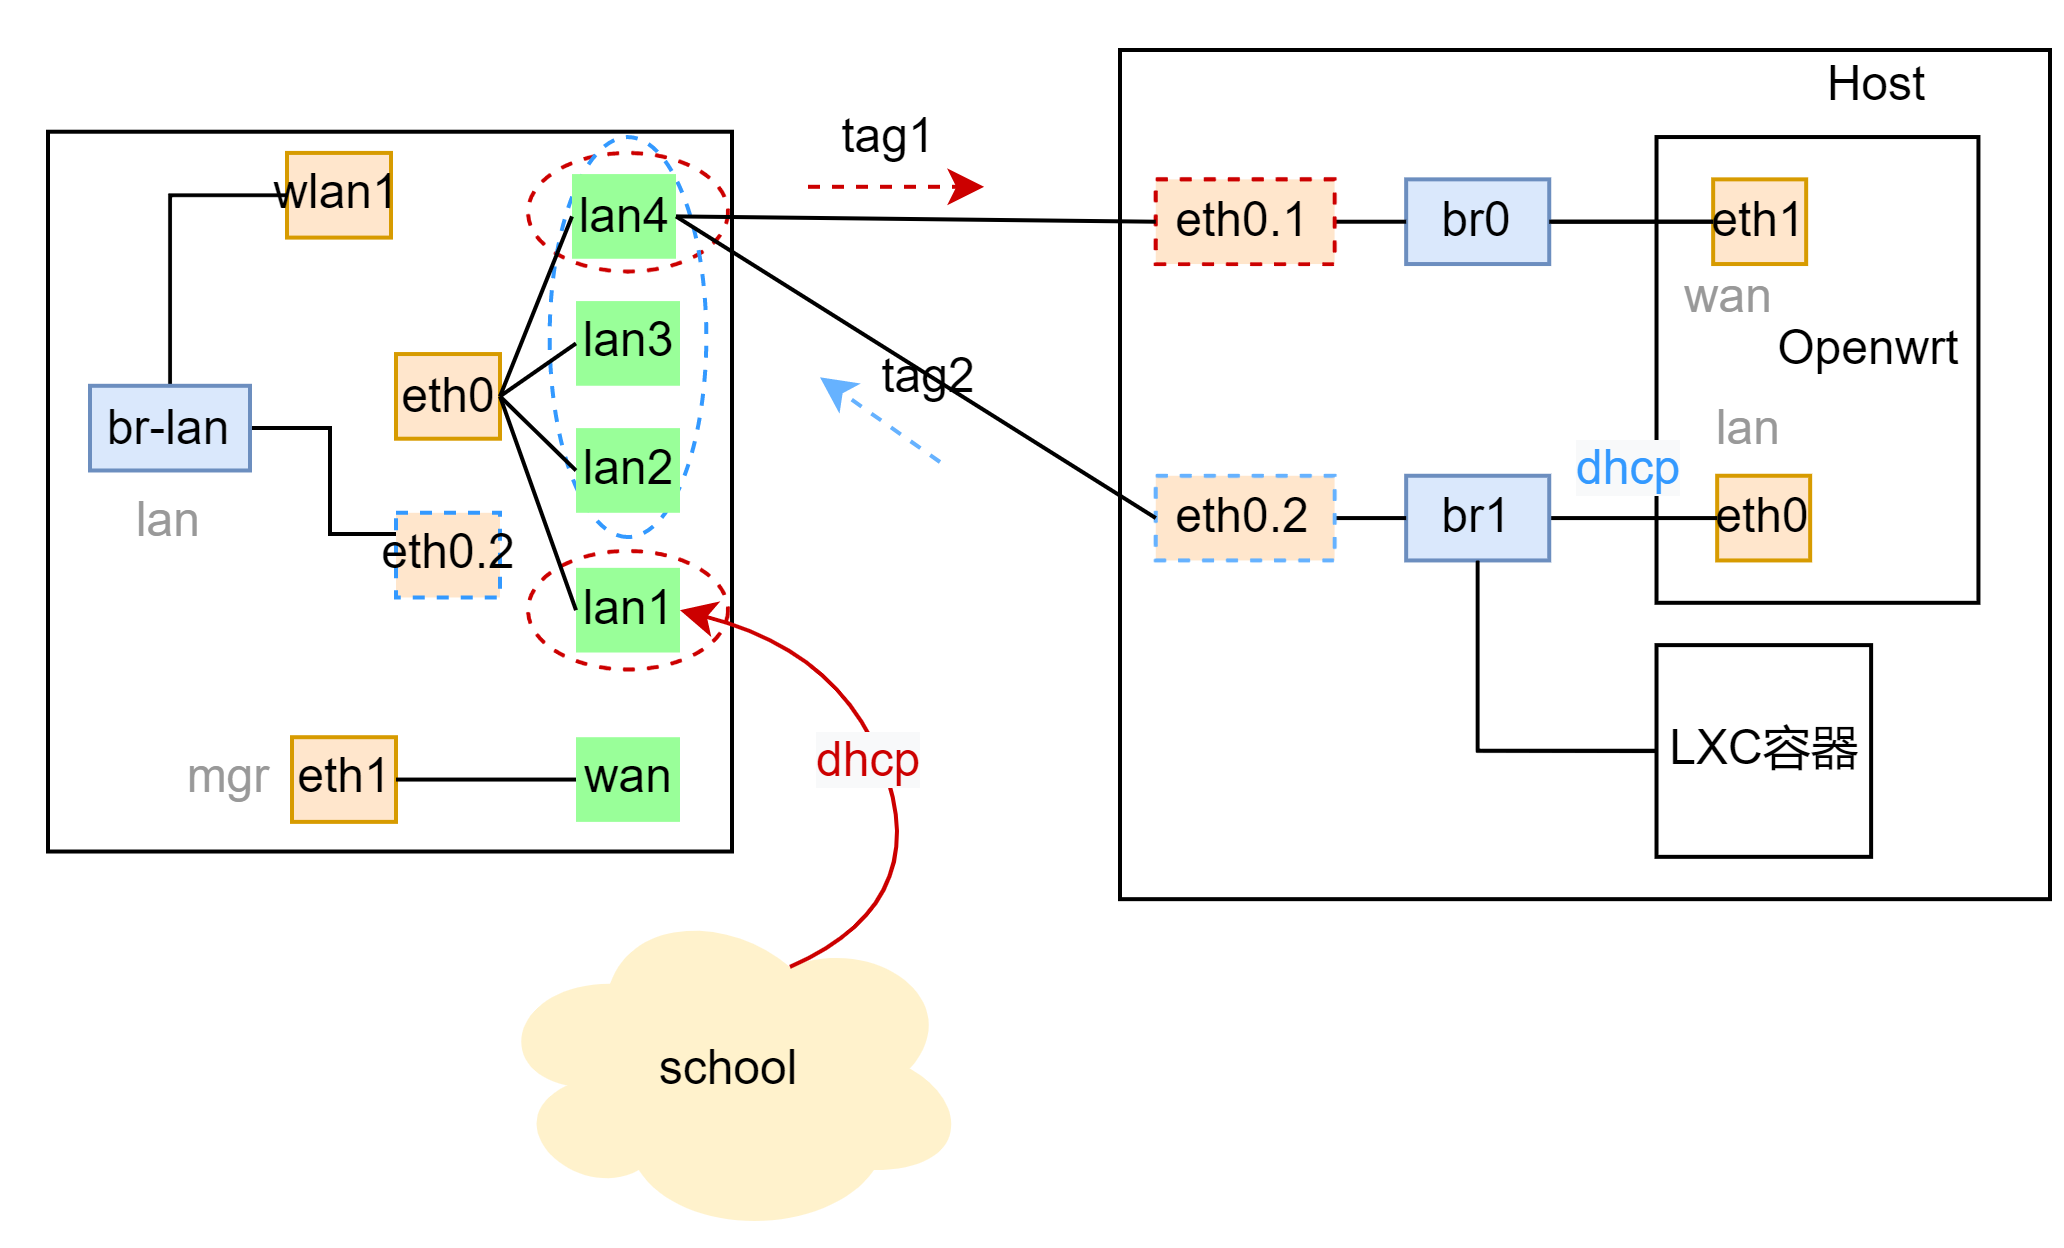 Host
tag1
wlan1
lan4
eth0.1
br0
eth1
wan
lan3
Openwrt
tag2
eth0
br-lan
lan
lan2
dhcp
lan
eth0.2
eth0.2
br1
eth0
lan1
mgr
eth1
wan
dhcp
LXC容器
school